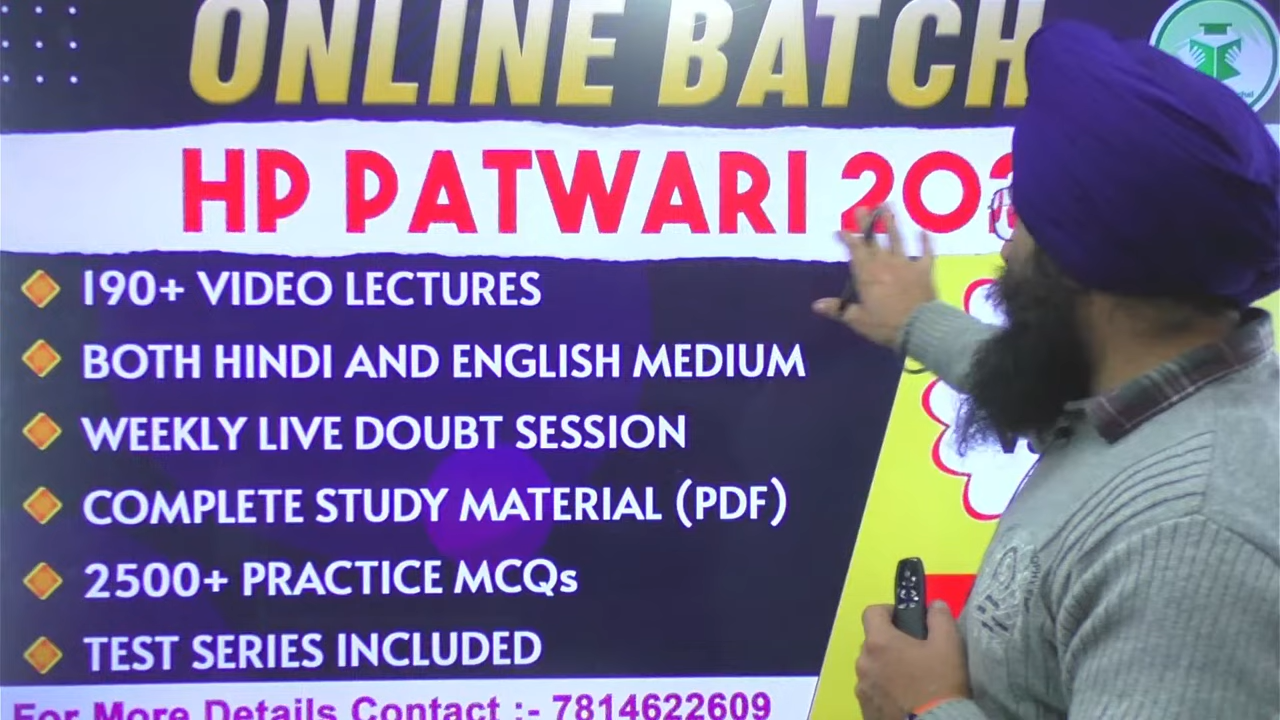 ONLINE BATCH
HP PATWARI
190+ VIDEO LECTURES
BOTH HINDI AND ENGLISH MEDIUM
WEEKLY LIVE DOUBT SESSION
COMPLETE STUDY MATERIAL (PDF)
2500+ PRACTICE MCQs
TEST SERIES INCLUDED
For More Details Contact :- 7814622609